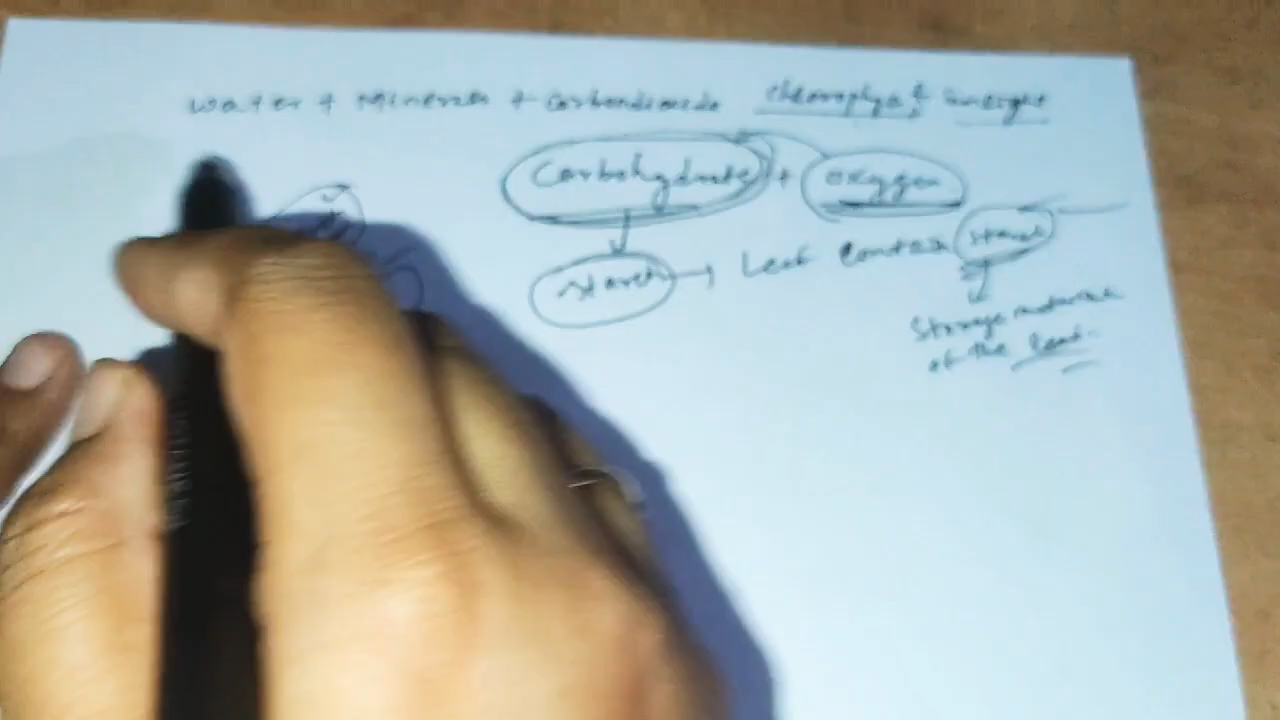 water + Minerals + Carbondioxide chlorophyll & sunlight
Carbohydrate + oxygen
starch → Leaf Contain starch
Storage material
of the leaf.